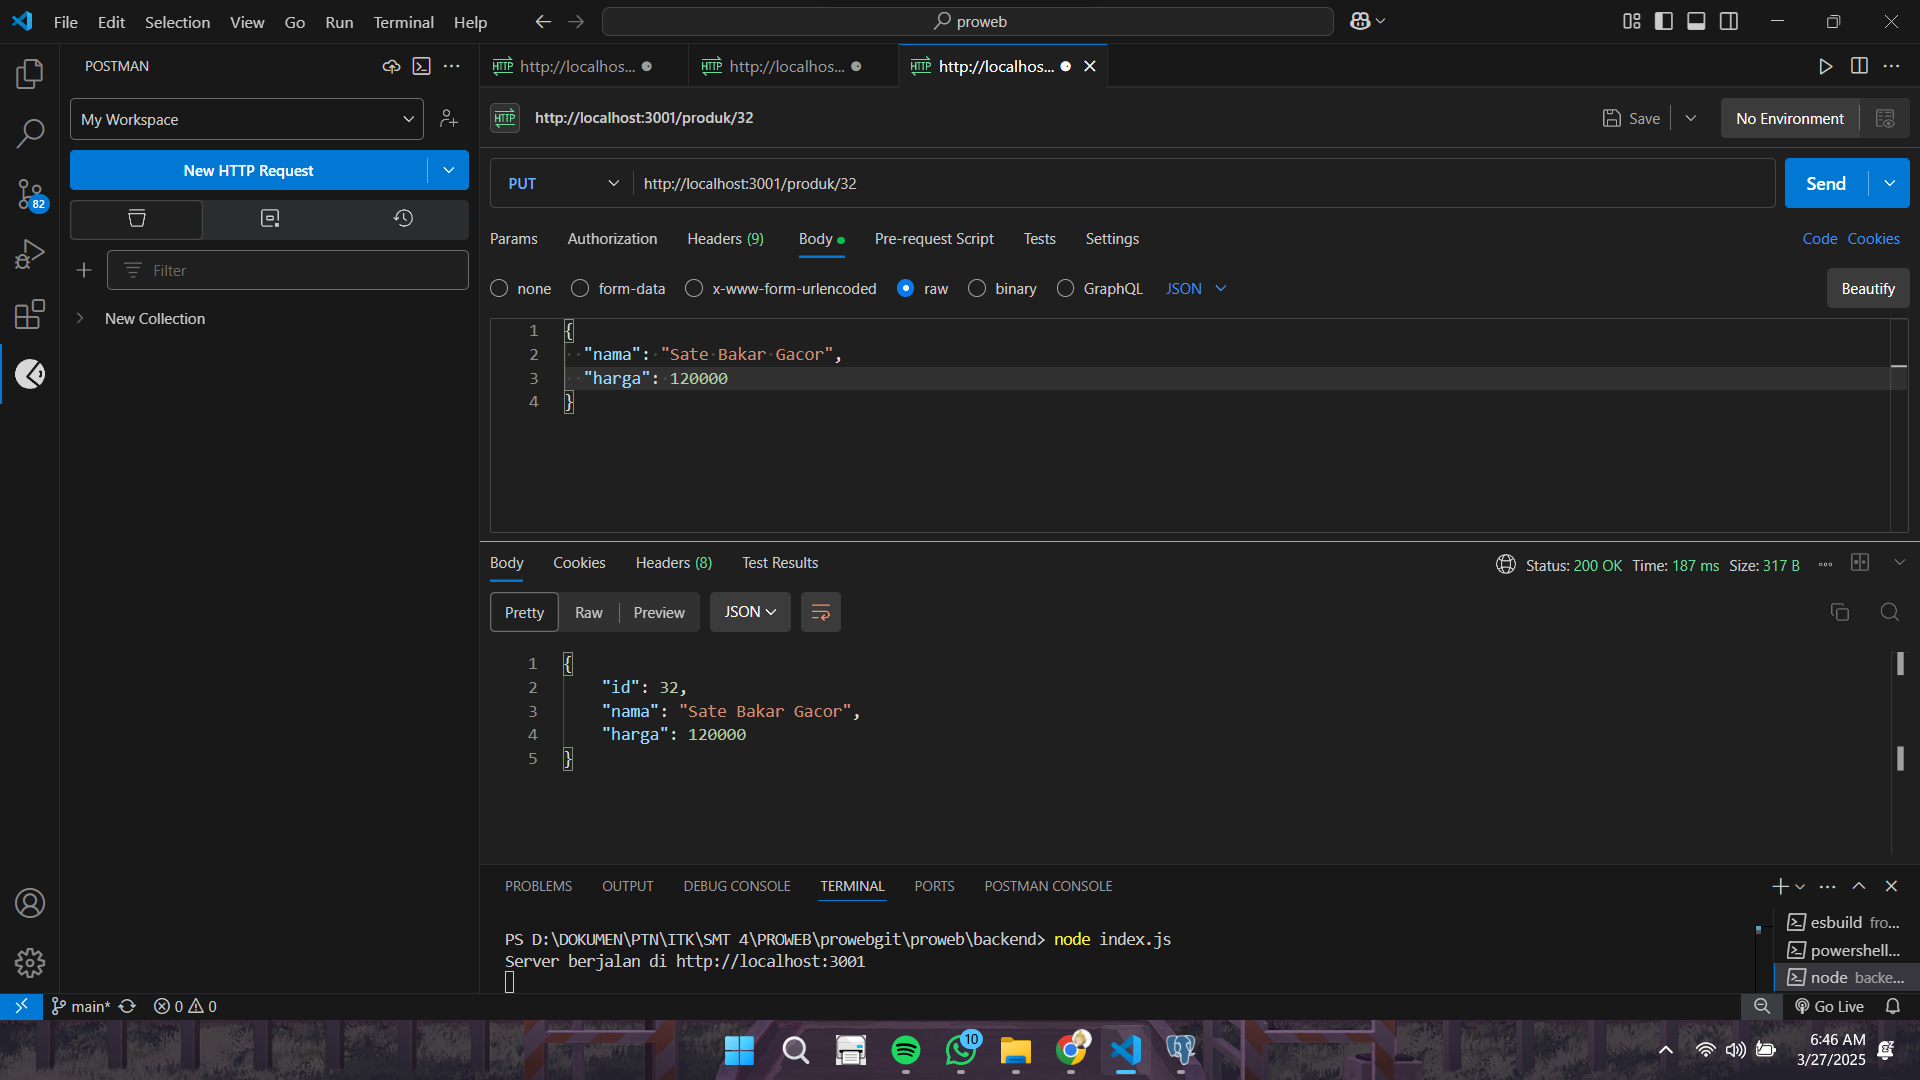 File Edit Selection View Go Run Terminal Help
proweb
POSTMAN
My Workspace
New HTTP Request
82
Filter
New Collection
HTTP http://localhos...
HTTP http://localhos...
HTTP http://localhos...
HTTP http://localhost:3001/produk/32
Save
No Environment
PUT http://localhost:3001/produk/32
Send
Params Authorization Headers (9) Body Pre-request Script Tests Settings
Code Cookies
none form-data x-www-form-urlencoded raw binary GraphQL JSON
Beautify
1 {
2 "nama": "Sate Bakar Gacor",
3 "harga": 120000
4 }
Body Cookies Headers (8) Test Results
Status: 200 OK Time: 187 ms Size: 317 B
Pretty Raw Preview JSON
1 {
2 "id": 32,
3 "nama": "Sate Bakar Gacor",
4 "harga": 120000
5 }
PROBLEMS OUTPUT DEBUG CONSOLE TERMINAL PORTS POSTMAN CONSOLE
PS D:\DOKUMEN\PTN\ITK\SMT 4\PROWEB\prowebgit\proweb\backend> node index.js
Server berjalan di http://localhost:3001
esbuild fro...
powershell...
node backe...
main* 0 0
Go Live
10
6:46 AM
3/27/2025